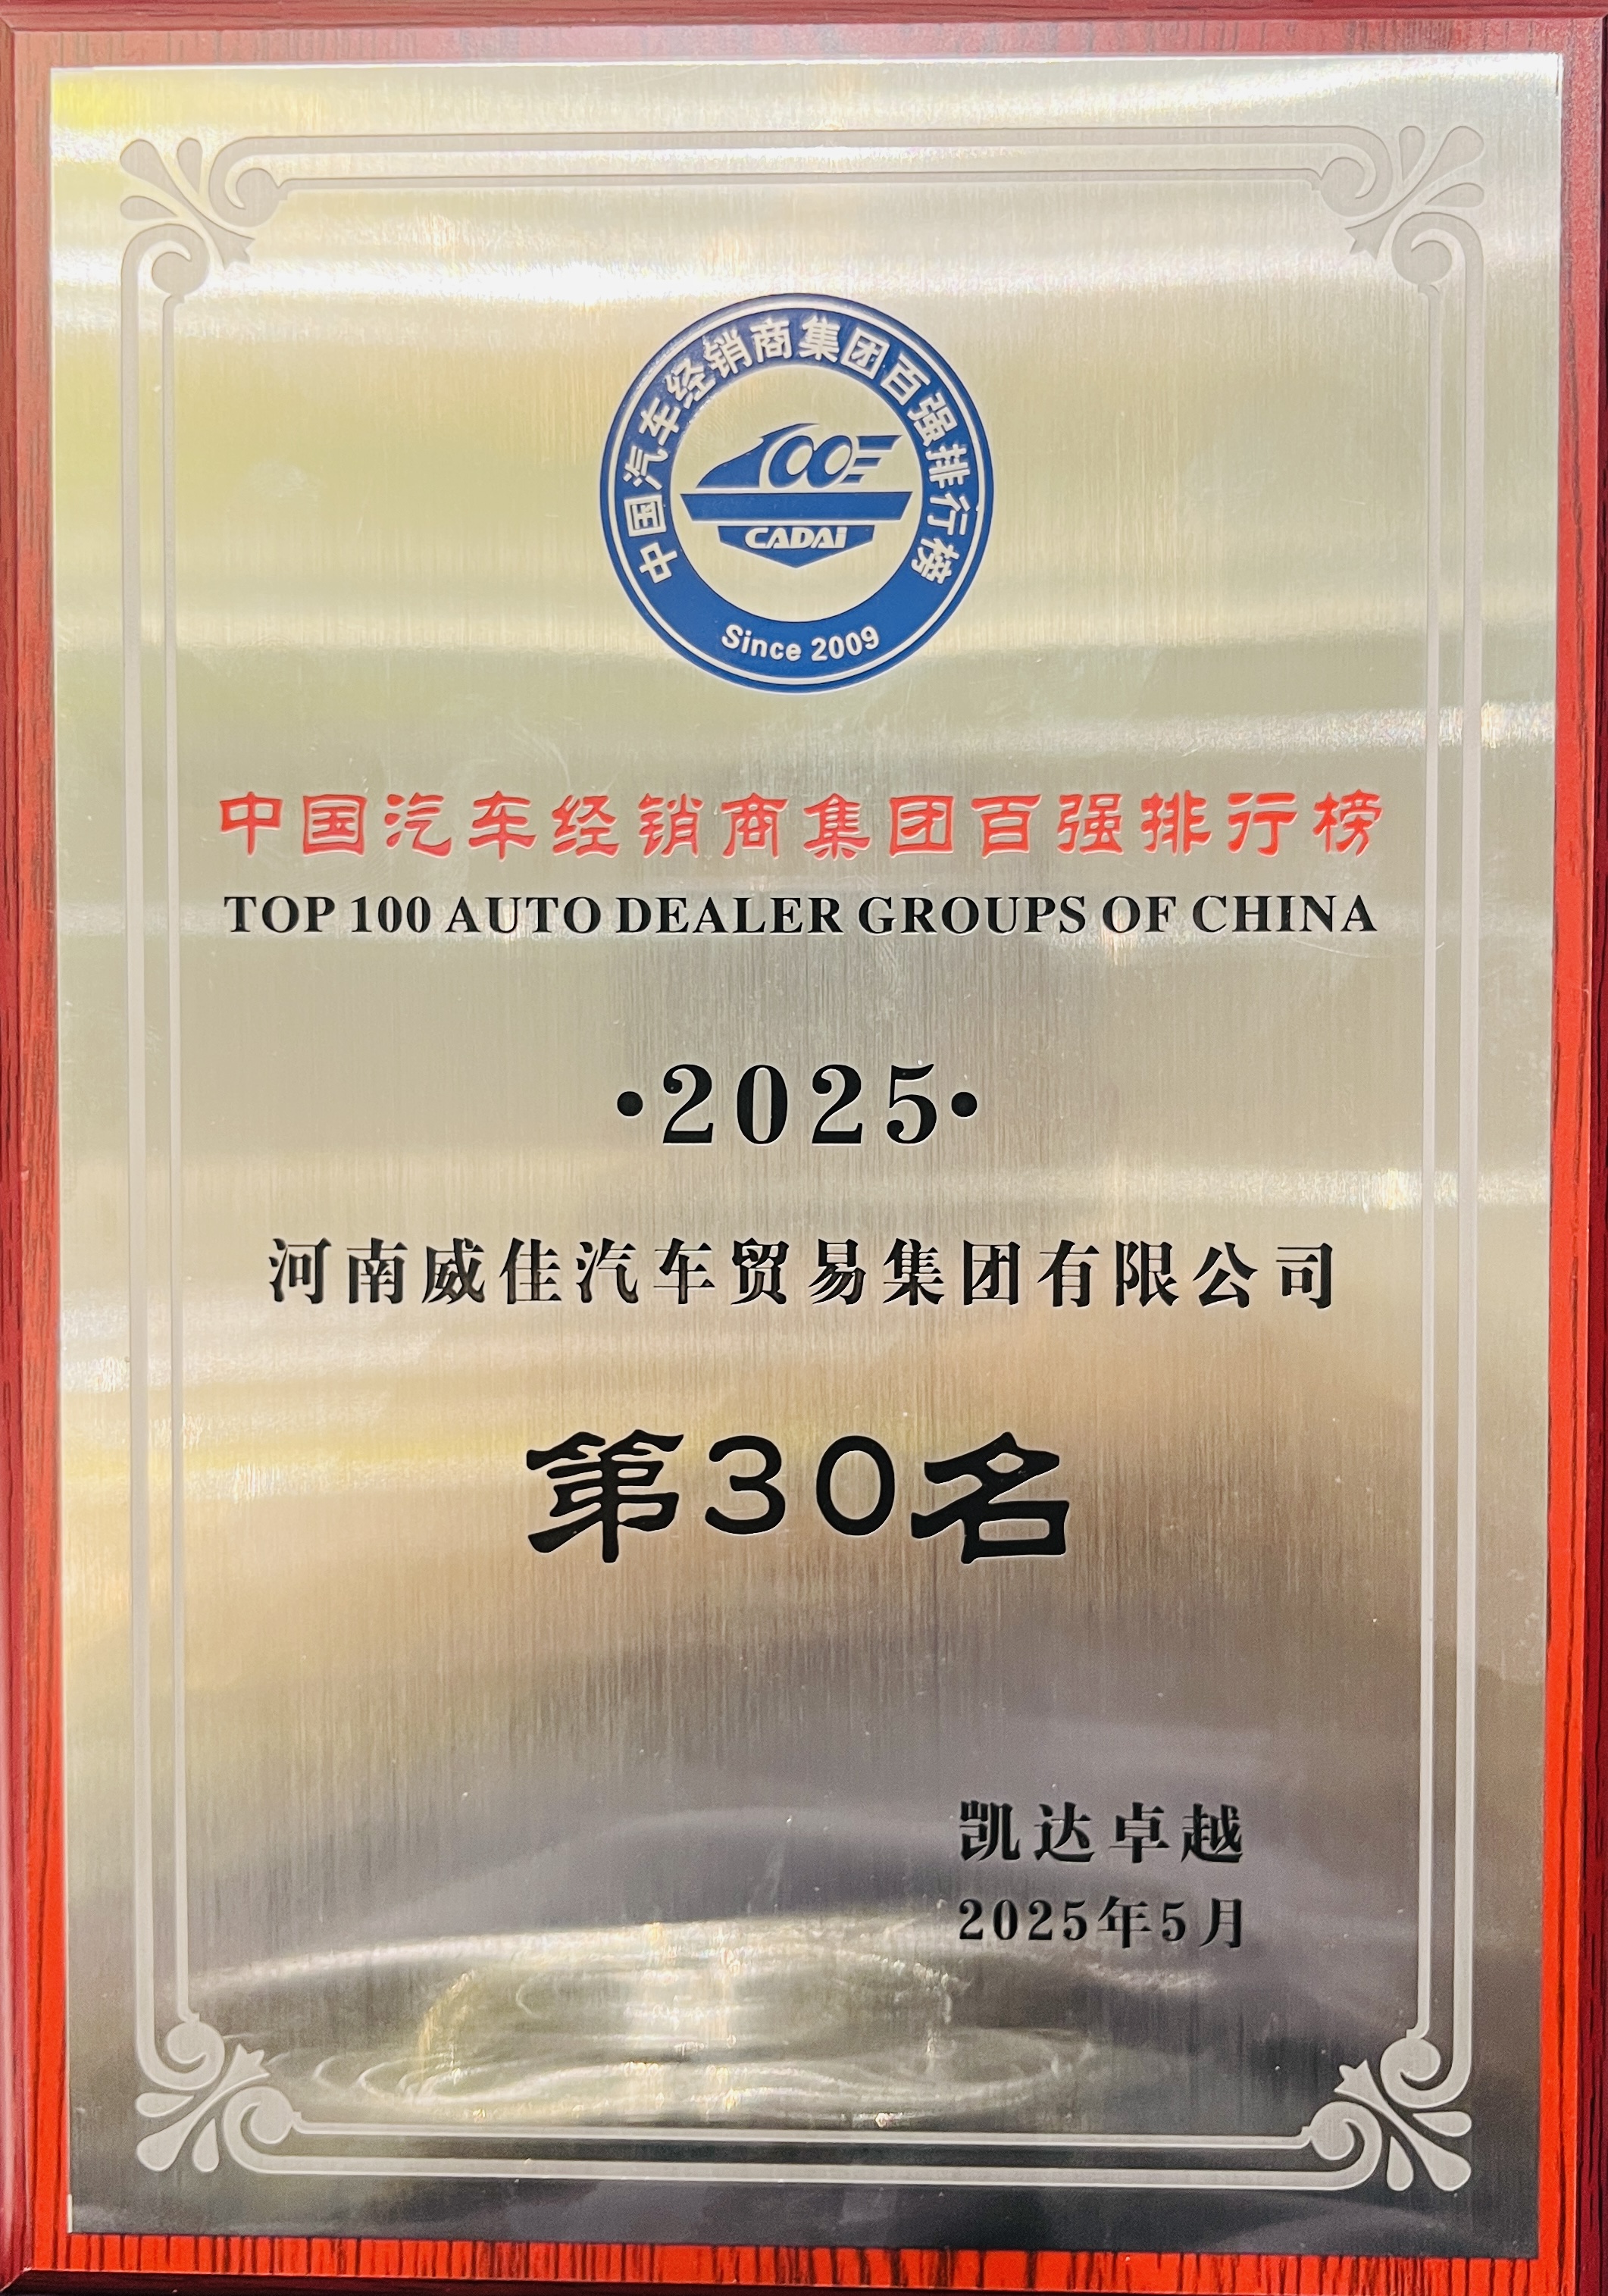 中国汽车经销商集团百强排行榜
CADAI
Since 2009
中国汽车经销商集团百强排行榜
TOP 100 AUTO DEALER GROUPS OF CHINA
·2025·
河南威佳汽车贸易集团有限公司
第30名
凯达卓越
2025年5月